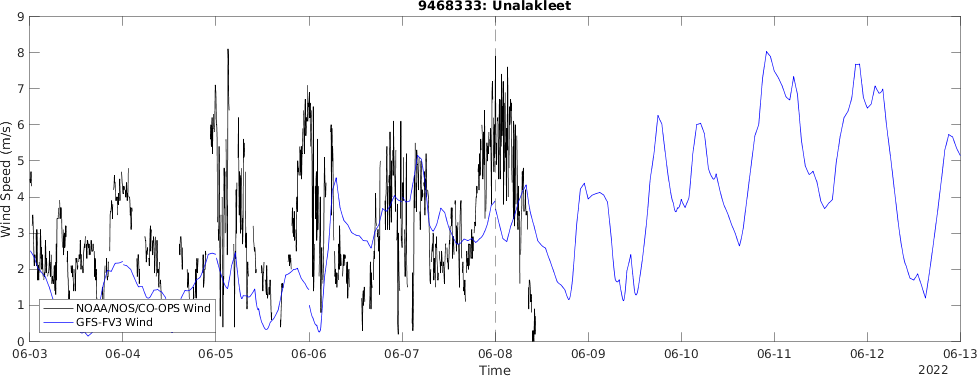 9468333: Unalakleet
Wind Speed (m/s)
9
8
7
6
5
4
3
2
1
0
NOAA/NOS/CO-OPS Wind
GFS-FV3 Wind
06-03 06-04 06-05 06-06 06-07 06-08 06-09 06-10 06-11 06-12 06-13
Time
2022